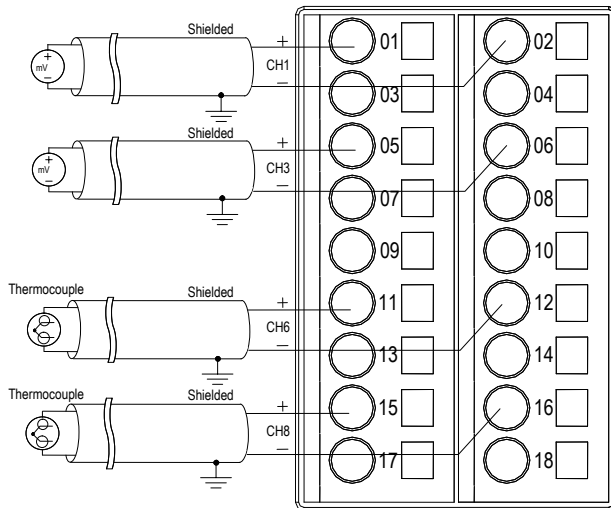 Shielded
+
CH1
−
+
mV
−
01
02
03
04
Shielded
+
CH3
−
+
mV
−
05
06
07
08
09
10
Thermocouple
Shielded
+
CH6
−
11
12
13
14
Thermocouple
Shielded
+
CH8
−
15
16
17
18